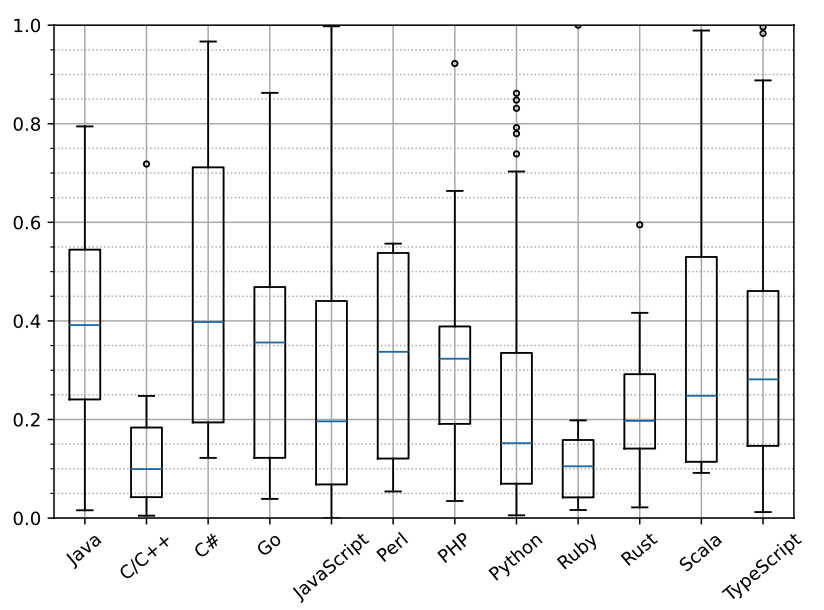 1.0
0.8
0.6
0.4
0.2
0.0
Java
C/C++
C#
Go
JavaScript
Perl
PHP
Python
Ruby
Rust
Scala
TypeScript